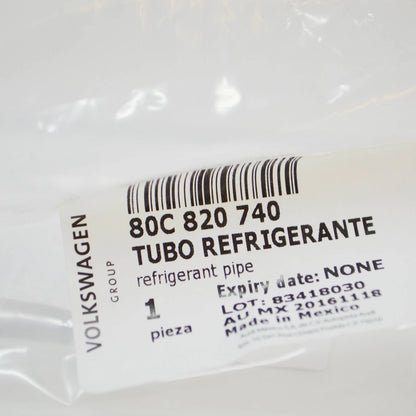 VOLKSWAGEN
GROUP
80C 820 740
TUBO REFRIGERANTE
refrigerant pipe
1
pieza
Expiry date: NONE
LOT: 83418030
AU MX 20161118
Made in Mexico